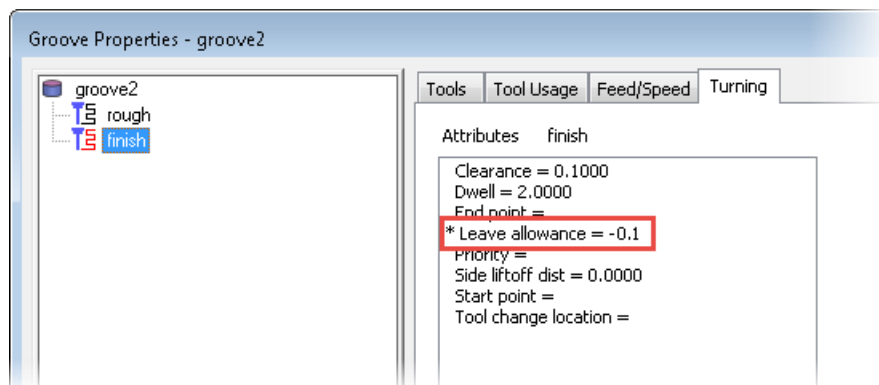 Groove Properties - groove2
groove2
rough
finish
Tools
Tool Usage
Feed/Speed
Turning
Attributes finish
Clearance = 0.1000
Dwell = 2.0000
End point =
* Leave allowance = -0.1
Priority =
Side liftoff dist = 0.0000
Start point =
Tool change location =